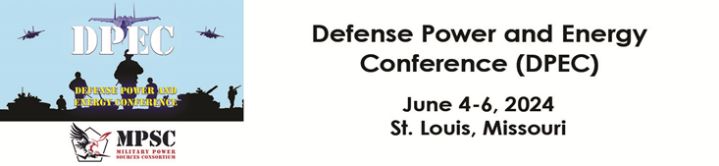 DPEC
DEFENSE POWER AND
ENERGY CONFERENCE
MPSC
MILITARY POWER
SOURCES CONSORTIUM
Defense Power and Energy
Conference (DPEC)
June 4-6, 2024
St. Louis, Missouri